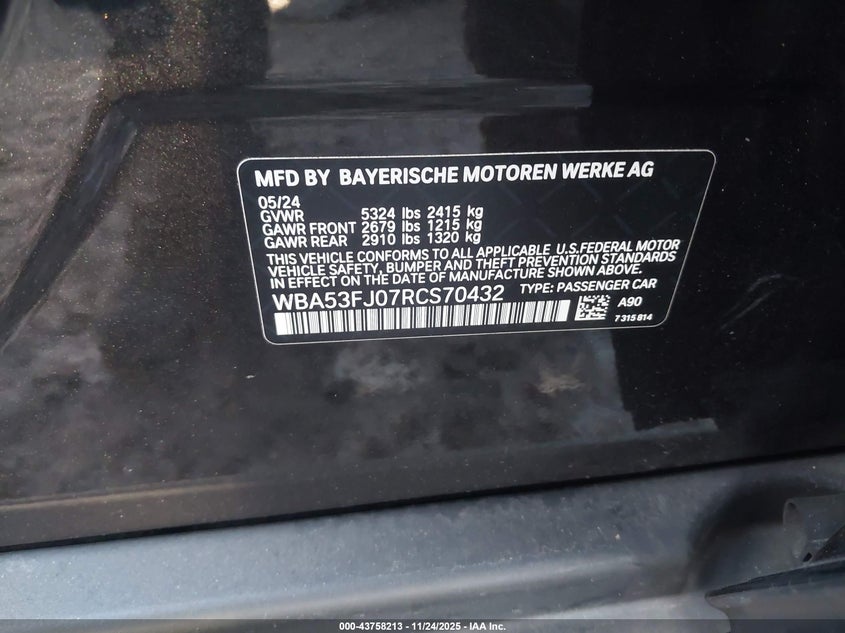 MFD BY BAYERISCHE MOTOREN WERKE AG
05/24
GVWR 5324 lbs 2415 kg
GAWR FRONT 2679 lbs 1215 kg
GAWR REAR 2910 lbs 1320 kg
THIS VEHICLE CONFORMS TO ALL APPLICABLE U.S.FEDERAL MOTOR
VEHICLE SAFETY, BUMPER AND THEFT PREVENTION STANDARDS
IN EFFECT ON THE DATE OF MANUFACTURE SHOWN ABOVE.
WBA53FJ07RCS70432 TYPE: PASSENGER CAR
A90
7315814
000-43758213 - 11/24/2025 - IAA Inc.